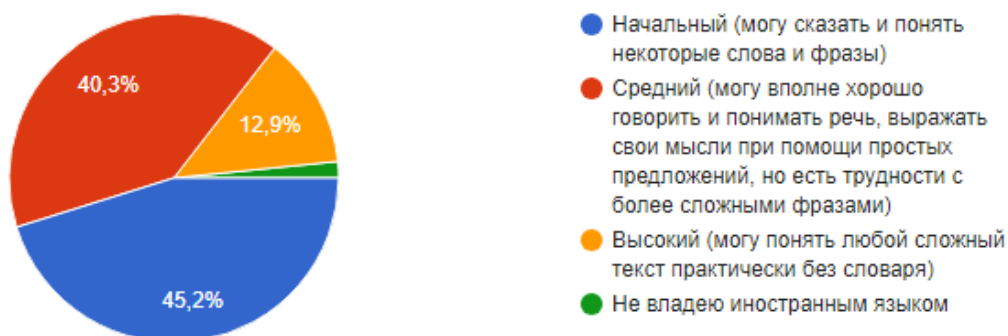 40,3%
12,9%
45,2%
Начальный (могу сказать и понять
некоторые слова и фразы)
Средний (могу вполне хорошо
говорить и понимать речь, выражать
свои мысли при помощи простых
предложений, но есть трудности с
более сложными фразами)
Высокий (могу понять любой сложный
текст практически без словаря)
Не владею иностранным языком